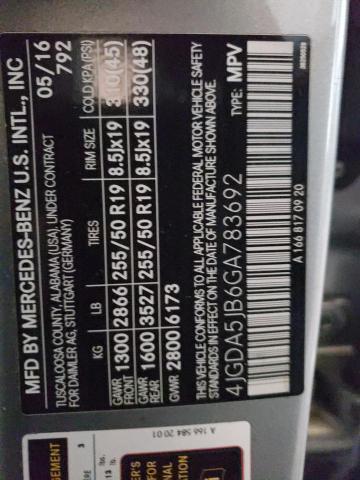 MFD BY MERCEDES-BENZ U.S. INTL., INC
TUSCALOOSA COUNTY, ALABAMA (USA). UNDER CONTRACT
FOR DAIMLER AG, STUTTGART (GERMANY)
05/16
792
KG LB TIRES RIM SIZE COLD KPA (PSI)
GAWR FRONT 1300 2866 255/50 R19 8.5Jx19 310(45)
GAWR REAR 1600 3527 255/50 R19 8.5Jx19 330(48)
GVWR 2800 6173
THIS VEHICLE CONFORMS TO ALL APPLICABLE FEDERAL MOTOR VEHICLE SAFETY
STANDARDS IN EFFECT ON THE DATE OF MANUFACTURE SHOWN ABOVE.
4JGDA5JB6GA783692 TYPE: MPV
A 166 817 09 20
A 166 584 20 01